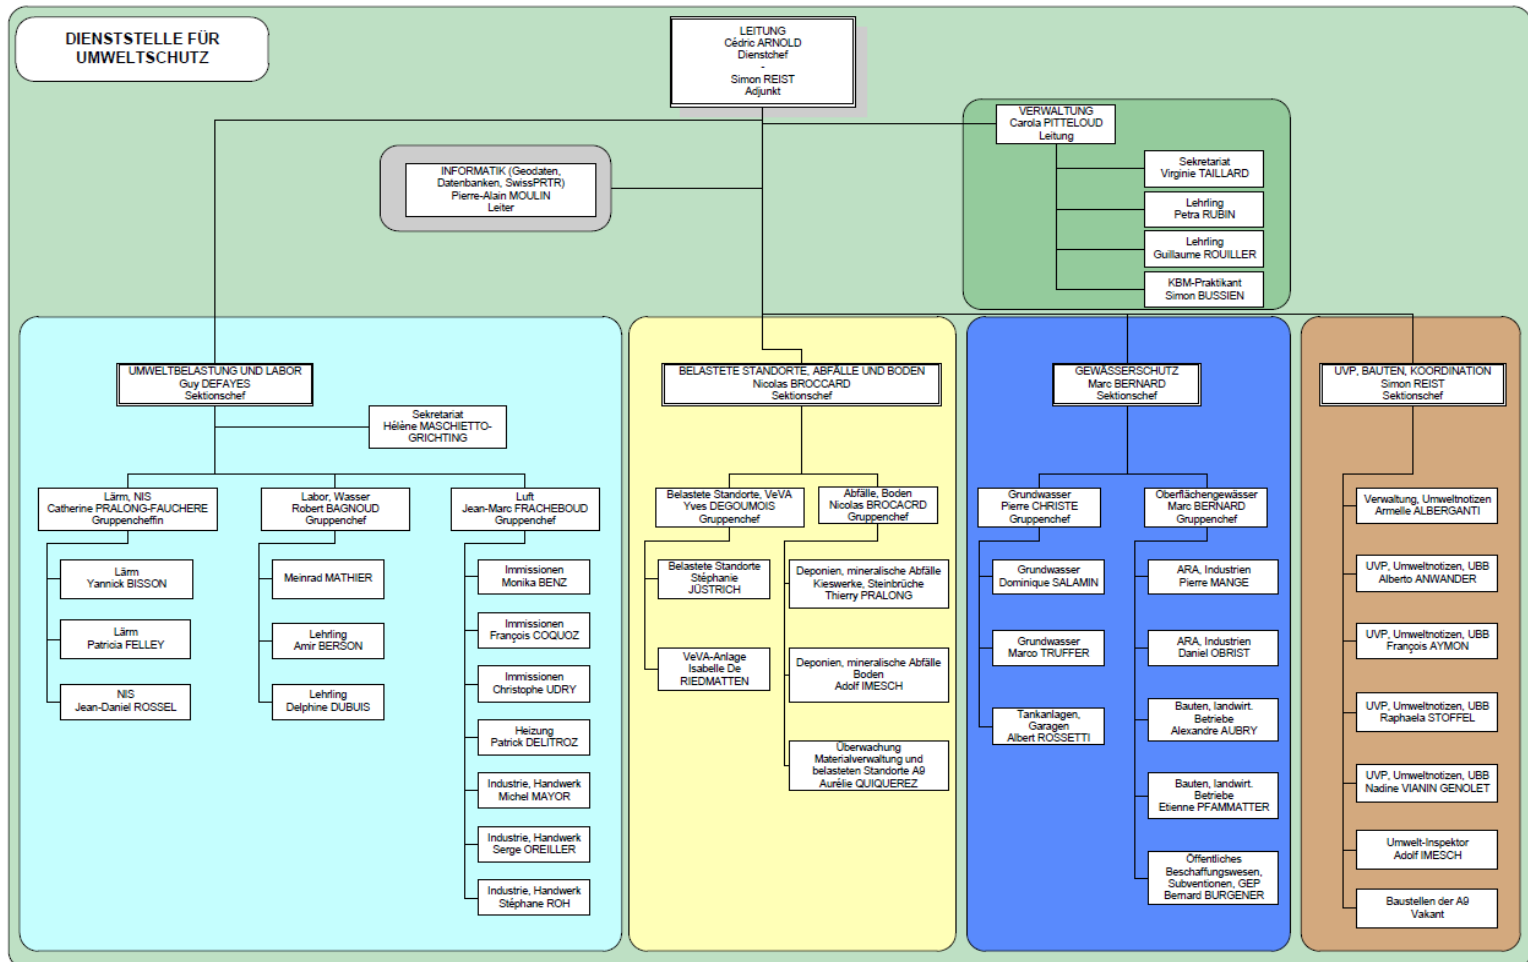 DIENSTSTELLE FÜR
UMWELTSCHUTZ
LEITUNG
Cédric ARNOLD
Dienstchef
-
Simon REIST
Adjunkt
VERWALTUNG
Carola PITTELOUD
Leitung
Sekretariat
Virginie TAILLARD
Lehrling
Petra RUBIN
Lehrling
Guillaume ROUILLER
KBM-Praktikant
Simon BUSSIEN
INFORMATIK (Geodaten,
Datenbanken, SwissPRTR)
Pierre-Alain MOULIN
Leiter
UMWELTBELASTUNG UND LABOR
Guy DEFAYES
Sektionschef
Sekretariat
Hélène MASCHIETTO-
GRICHTING
Lärm, NIS
Catherine PRALONG-FAUCHERE
Gruppencheffin
Lärm
Yannick BISSON
Lärm
Patricia FELLEY
NIS
Jean-Daniel ROSSEL
Labor, Wasser
Robert BAGNOUD
Gruppenchef
Meinrad MATHIER
Lehrling
Amir BERSON
Lehrling
Delphine DUBUIS
Luft
Jean-Marc FRACHEBOUD
Gruppenchef
Immissionen
Monika BENZ
Immissionen
François COQUOZ
Immissionen
Christophe UDRY
Heizung
Patrick DELITROZ
Industrie, Handwerk
Michel MAYOR
Industrie, Handwerk
Serge OREILLER
Industrie, Handwerk
Stéphane ROH
BELASTETE STANDORTE, ABFÄLLE UND BODEN
Nicolas BROCCARD
Sektionschef
Belastete Standorte, VeVA
Yves DEGOUMOIS
Gruppenchef
Belastete Standorte
Stéphanie
JÜSTRICH
VeVA-Anlage
Isabelle De
RIEDMATTEN
Abfälle, Boden
Nicolas BROCACRD
Gruppenchef
Deponien, mineralische Abfälle
Kieswerke, Steinbrüche
Thierry PRALONG
Deponien, mineralische Abfälle
Boden
Adolf IMESCH
Überwachung
Materialverwaltung und
belasteten Standorte A9
Aurélie QUIQUEREZ
GEWÄSSERSCHUTZ
Marc BERNARD
Sektionschef
Grundwasser
Pierre CHRISTE
Gruppenchef
Grundwasser
Dominique SALAMIN
Grundwasser
Marco TRUFFER
Tankanlagen,
Garagen
Albert ROSSETTI
Oberflächengewässer
Marc BERNARD
Gruppenchef
ARA, Industrien
Pierre MANGE
ARA, Industrien
Daniel OBRIST
Bauten, landwirt.
Betriebe
Alexandre AUBRY
Bauten, landwirt.
Betriebe
Etienne PFAMMATTER
Öffentliches
Beschaffungswesen,
Subventionen, GEP
Bernard BURGENER
UVP, BAUTEN, KOORDINATION
Simon REIST
Sektionschef
Verwaltung, Umweltnotizen
Armelle ALBERGANTI
UVP, Umweltnotizen, UBB
Alberto ANWANDER
UVP, Umweltnotizen, UBB
François AYMON
UVP, Umweltnotizen, UBB
Raphaela STOFFEL
UVP, Umweltnotizen, UBB
Nadine VIANIN GENOLET
Umwelt-Inspektor
Adolf IMESCH
Baustellen der A9
Vakant